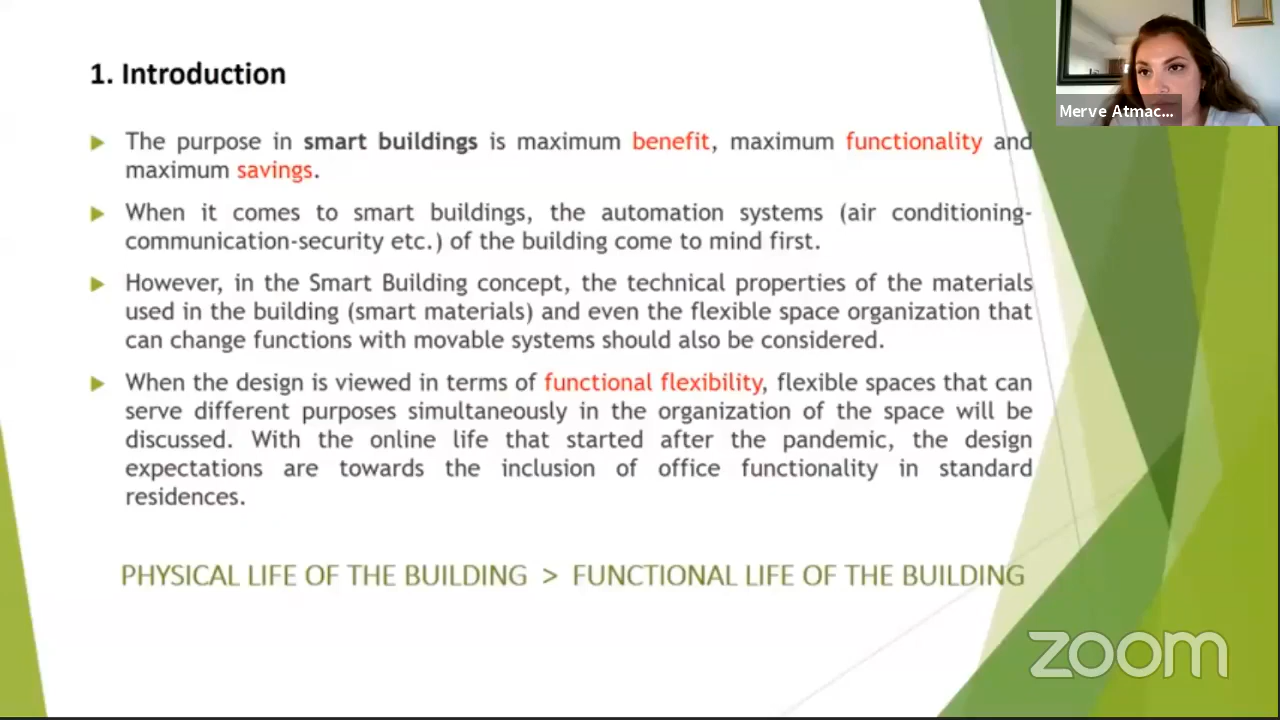 1. Introduction
The purpose in smart buildings is maximum benefit, maximum functionality and
maximum savings.
When it comes to smart buildings, the automation systems (air conditioning-
communication-security etc.) of the building come to mind first.
However, in the Smart Building concept, the technical properties of the materials
used in the building (smart materials) and even the flexible space organization that
can change functions with movable systems should also be considered.
When the design is viewed in terms of functional flexibility, flexible spaces that can
serve different purposes simultaneously in the organization of the space will be
discussed. With the online life that started after the pandemic, the design
expectations are towards the inclusion of office functionality in standard
residences.
PHYSICAL LIFE OF THE BUILDING > FUNCTIONAL LIFE OF THE BUILDING
Merve Atmac...
zoom